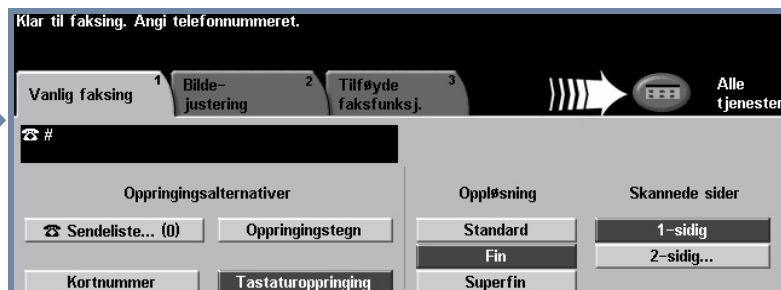 Klar til faksing. Angi telefonnummeret.
Vanlig faksing 1
Bilde- 2
justering
Tilføyde 3
faksfunksj.
Alle
tjenester
☎ #
Oppringingsalternativer
☎ Sendeliste... (0)
Oppringingstegn
Kortnummer
Tastaturoppringing
Oppløsning
Standard
Fin
Superfin
Skannede sider
1-sidig
2-sidig...